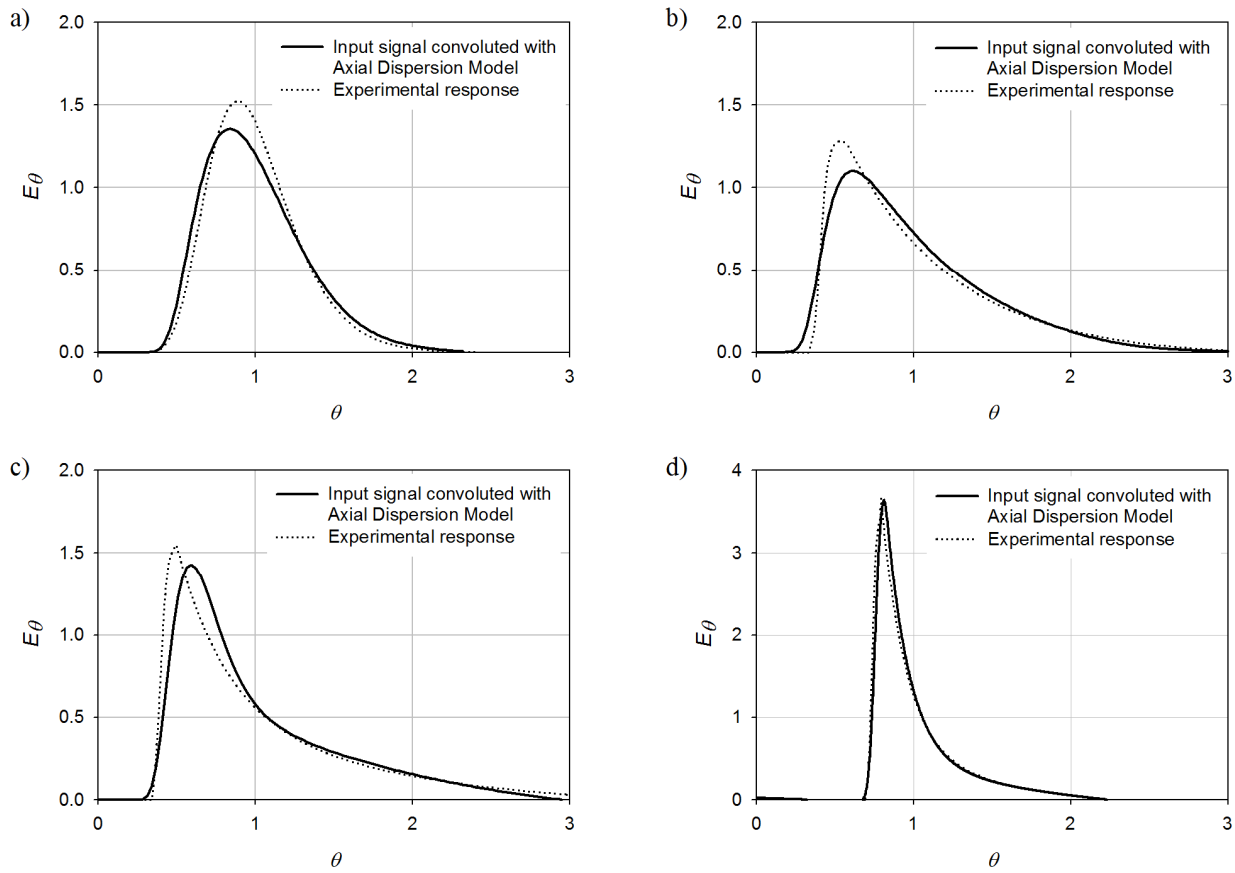 a)
2.0
1.5
1.0
0.5
0.0
Eθ
Input signal convoluted with
Axial Dispersion Model
Experimental response
0 1 2 3
θ
b)
2.0
1.5
1.0
0.5
0.0
Eθ
Input signal convoluted with
Axial Dispersion Model
Experimental response
0 1 2 3
θ
c)
2.0
1.5
1.0
0.5
0.0
Eθ
Input signal convoluted with
Axial Dispersion Model
Experimental response
0 1 2 3
θ
d)
4
3
2
1
0
Eθ
Input signal convoluted with
Axial Dispersion Model
Experimental response
0 1 2 3
θ